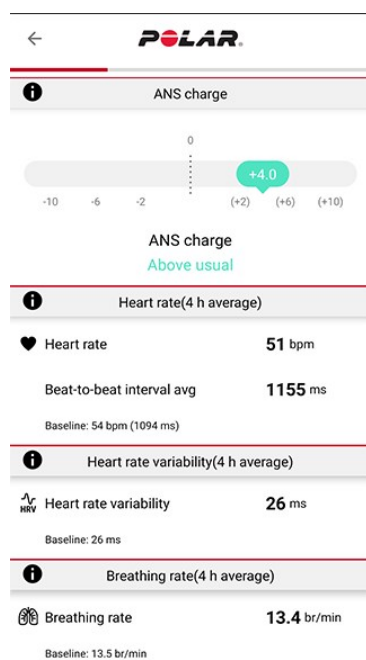 POLAR.
ANS charge
0
+4.0
-10 -6 -2 (+2) (+6) (+10)
ANS charge
Above usual
Heart rate(4 h average)
Heart rate 51 bpm
Beat-to-beat interval avg 1155 ms
Baseline: 54 bpm (1094 ms)
Heart rate variability(4 h average)
HRV Heart rate variability 26 ms
Baseline: 26 ms
Breathing rate(4 h average)
Breathing rate 13.4 br/min
Baseline: 13.5 br/min